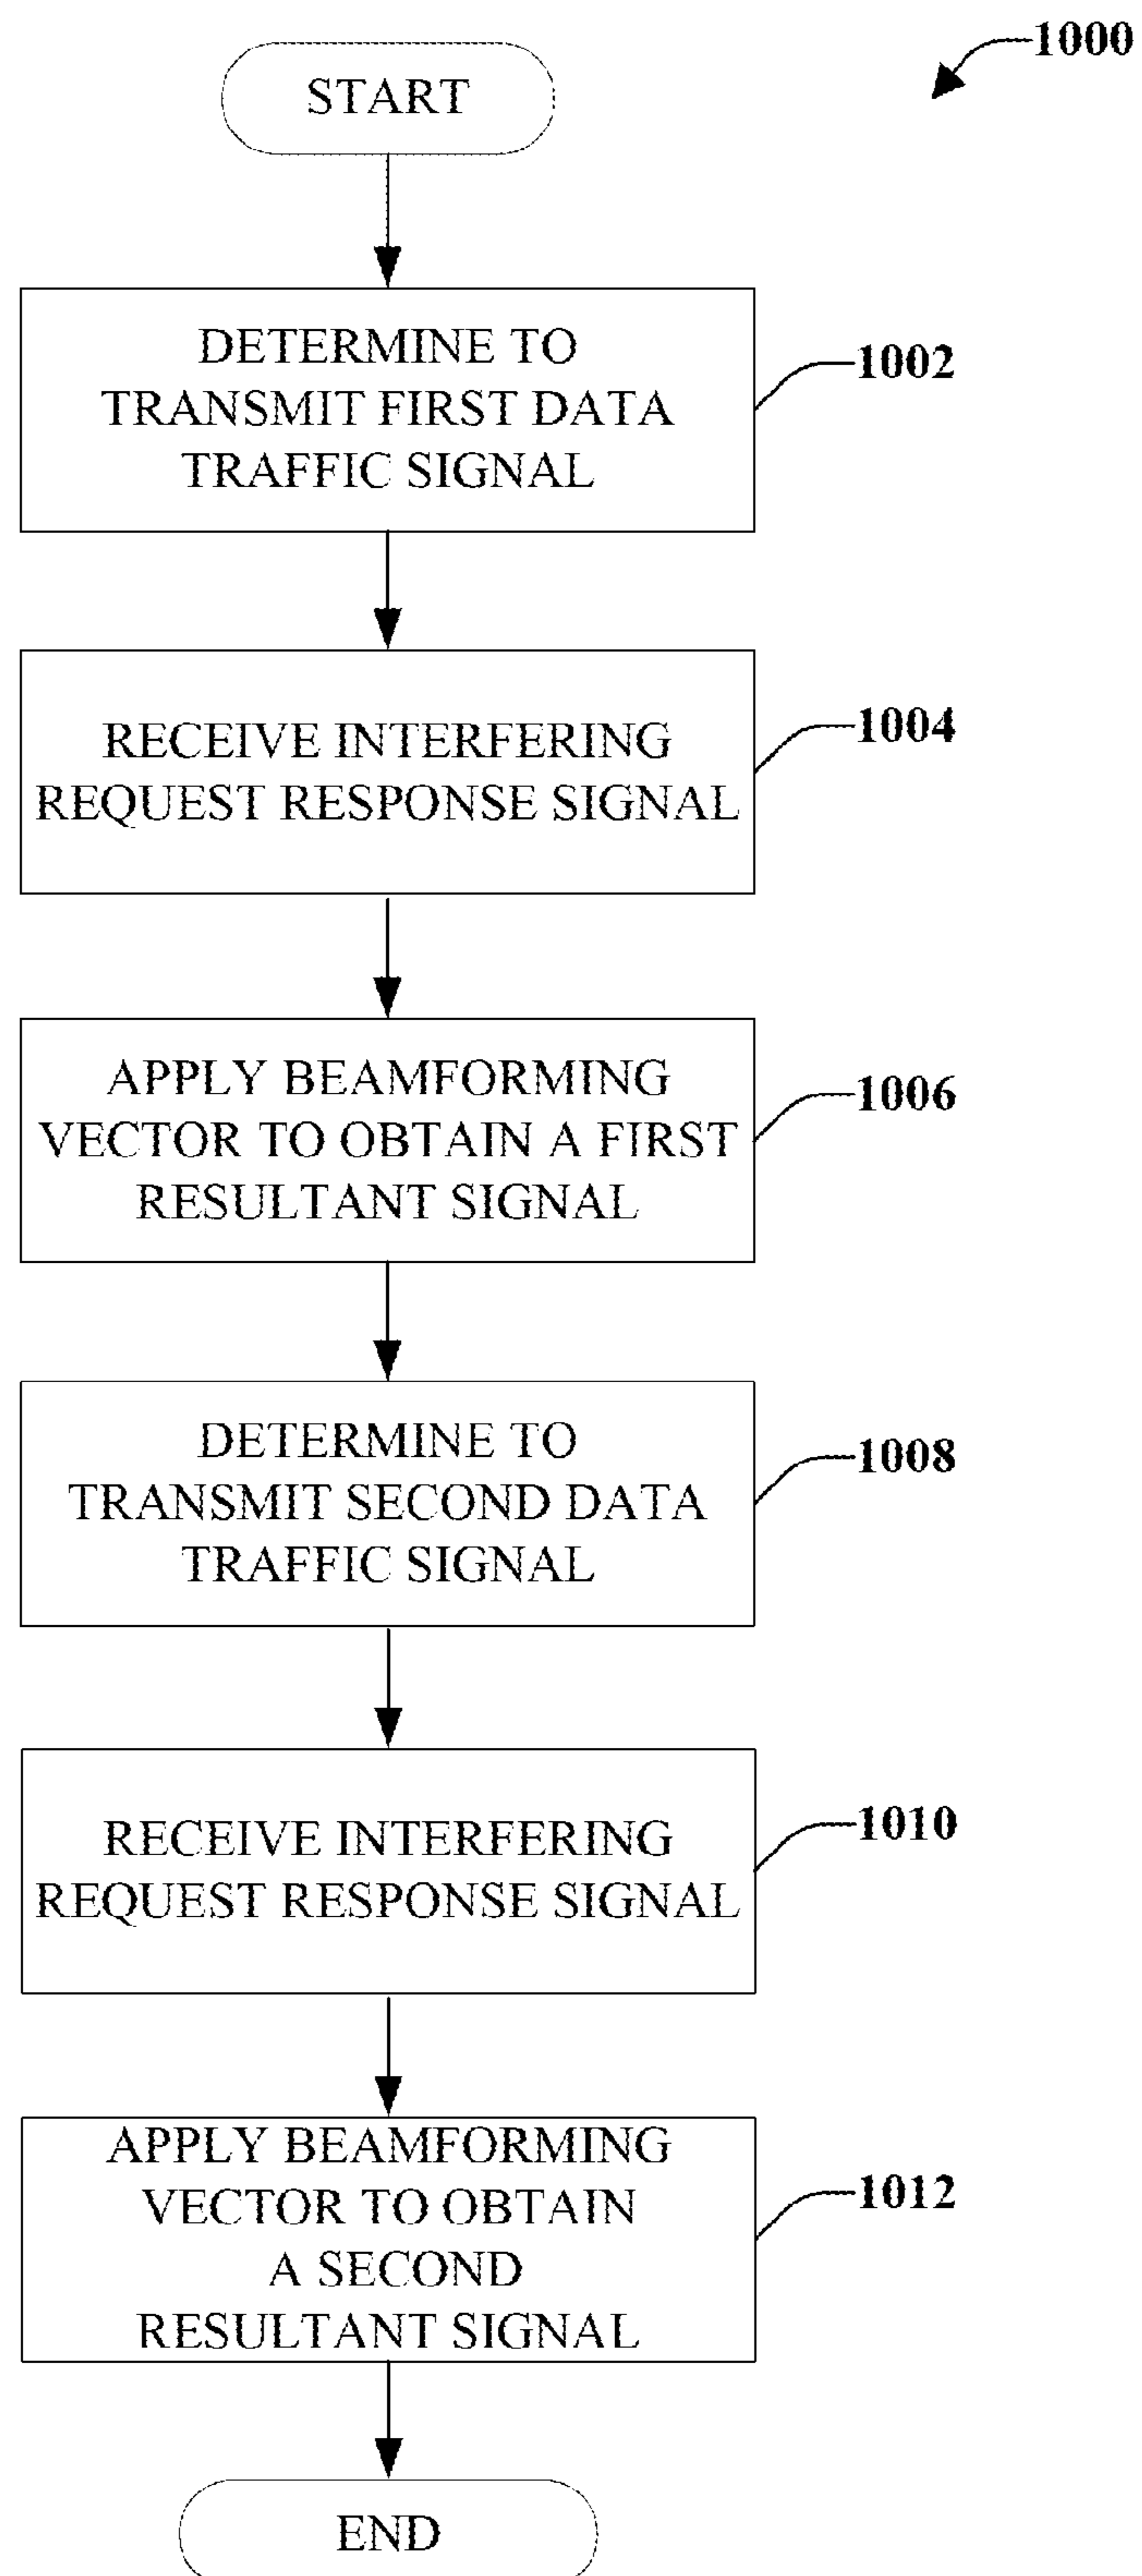 1000
START
DETERMINE TO
TRANSMIT FIRST DATA
TRAFFIC SIGNAL
1002
RECEIVE INTERFERING
REQUEST RESPONSE SIGNAL
1004
APPLY BEAMFORMING
VECTOR TO OBTAIN A FIRST
RESULTANT SIGNAL
1006
DETERMINE TO
TRANSMIT SECOND DATA
TRAFFIC SIGNAL
1008
RECEIVE INTERFERING
REQUEST RESPONSE SIGNAL
1010
APPLY BEAMFORMING
VECTOR TO OBTAIN
A SECOND
RESULTANT SIGNAL
1012
END